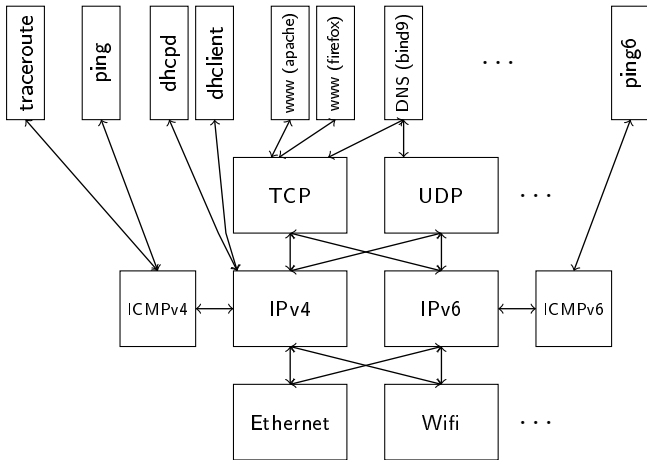 traceroute
ping
dhcpd
dhclient
www (apache)
www (firefox)
DNS (bind9)
...
ping6
TCP
UDP
...
ICMPv4
IPv4
IPv6
ICMPv6
Ethernet
Wifi
...